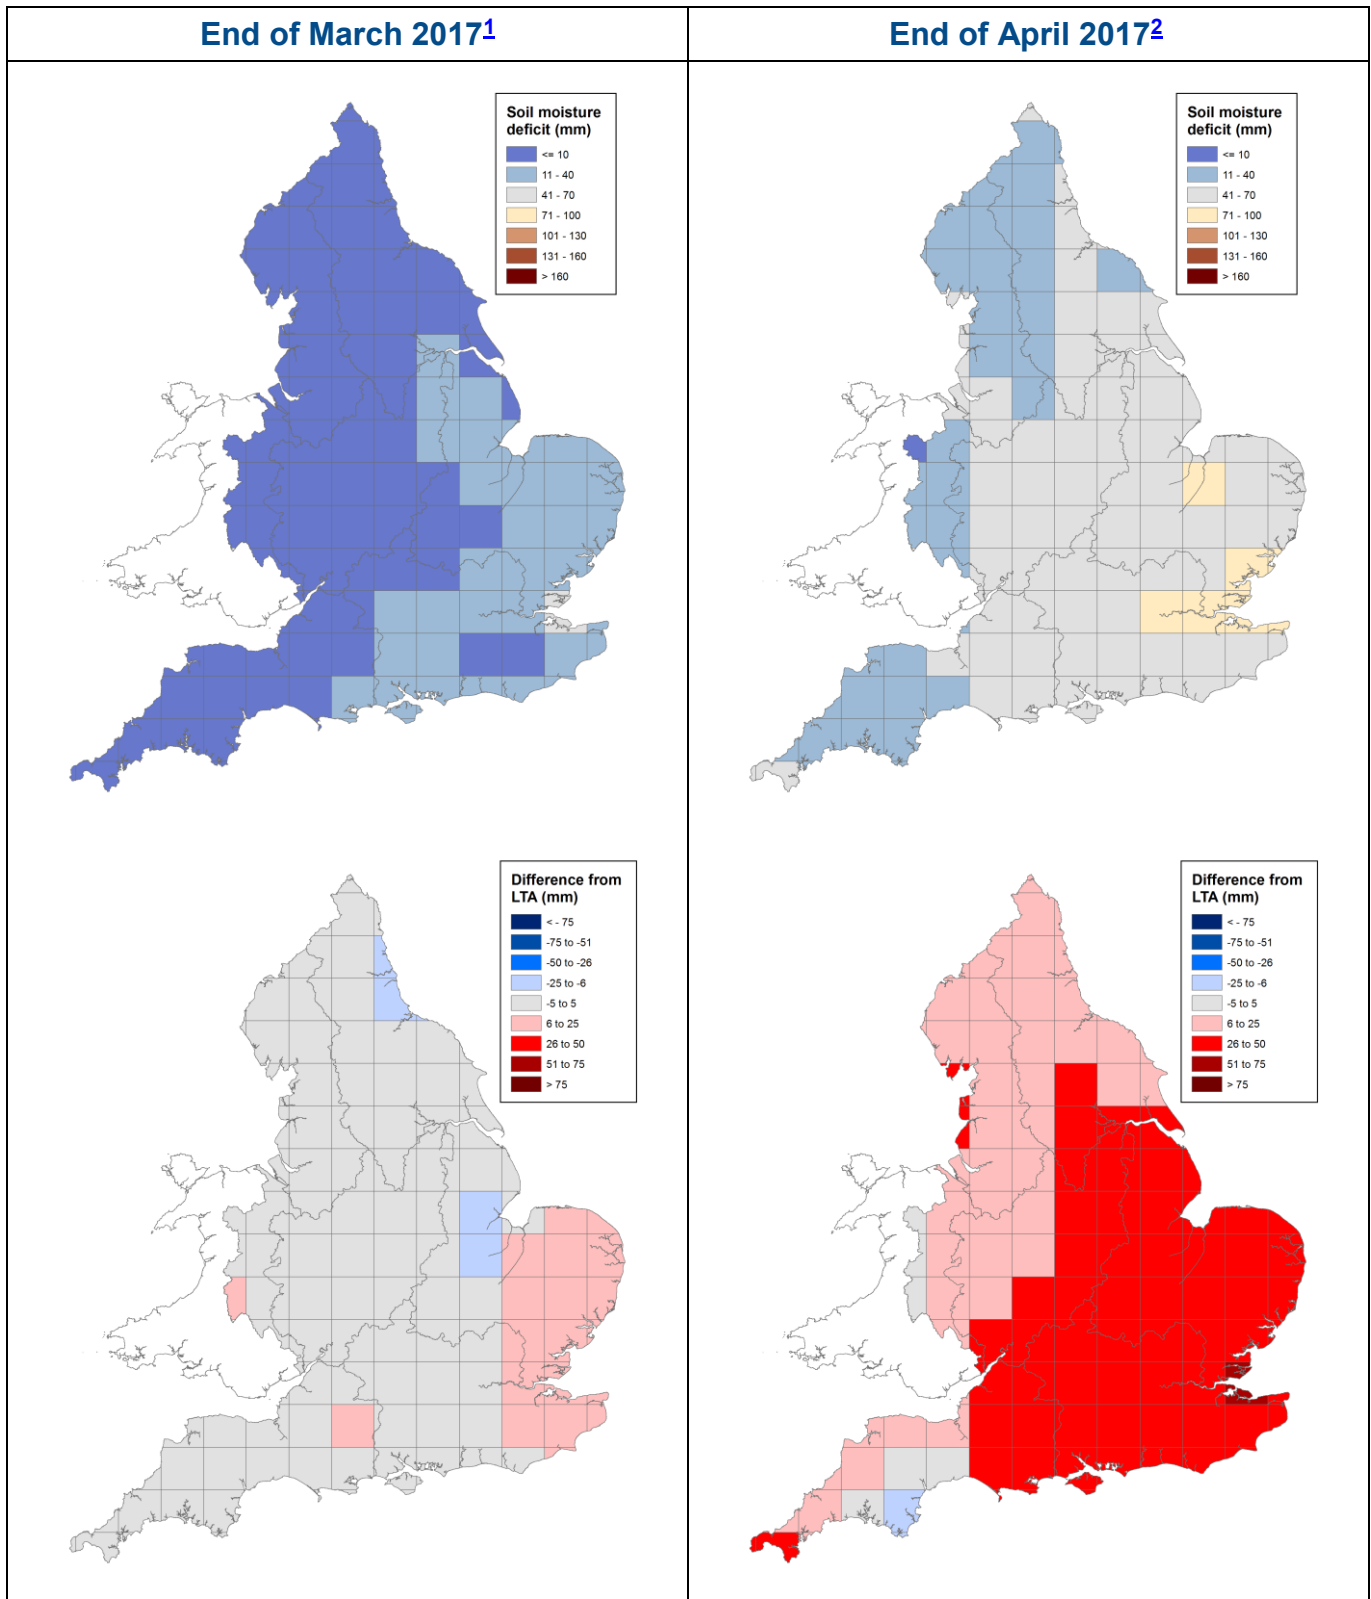 End of March 2017¹
End of April 2017²
Soil moisture
deficit (mm)
<= 10
11 - 40
41 - 70
71 - 100
101 - 130
131 - 160
> 160
Soil moisture
deficit (mm)
<= 10
11 - 40
41 - 70
71 - 100
101 - 130
131 - 160
> 160
Difference from
LTA (mm)
< - 75
-75 to -51
-50 to -26
-25 to -6
-5 to 5
6 to 25
26 to 50
51 to 75
> 75
Difference from
LTA (mm)
< - 75
-75 to -51
-50 to -26
-25 to -6
-5 to 5
6 to 25
26 to 50
51 to 75
> 75